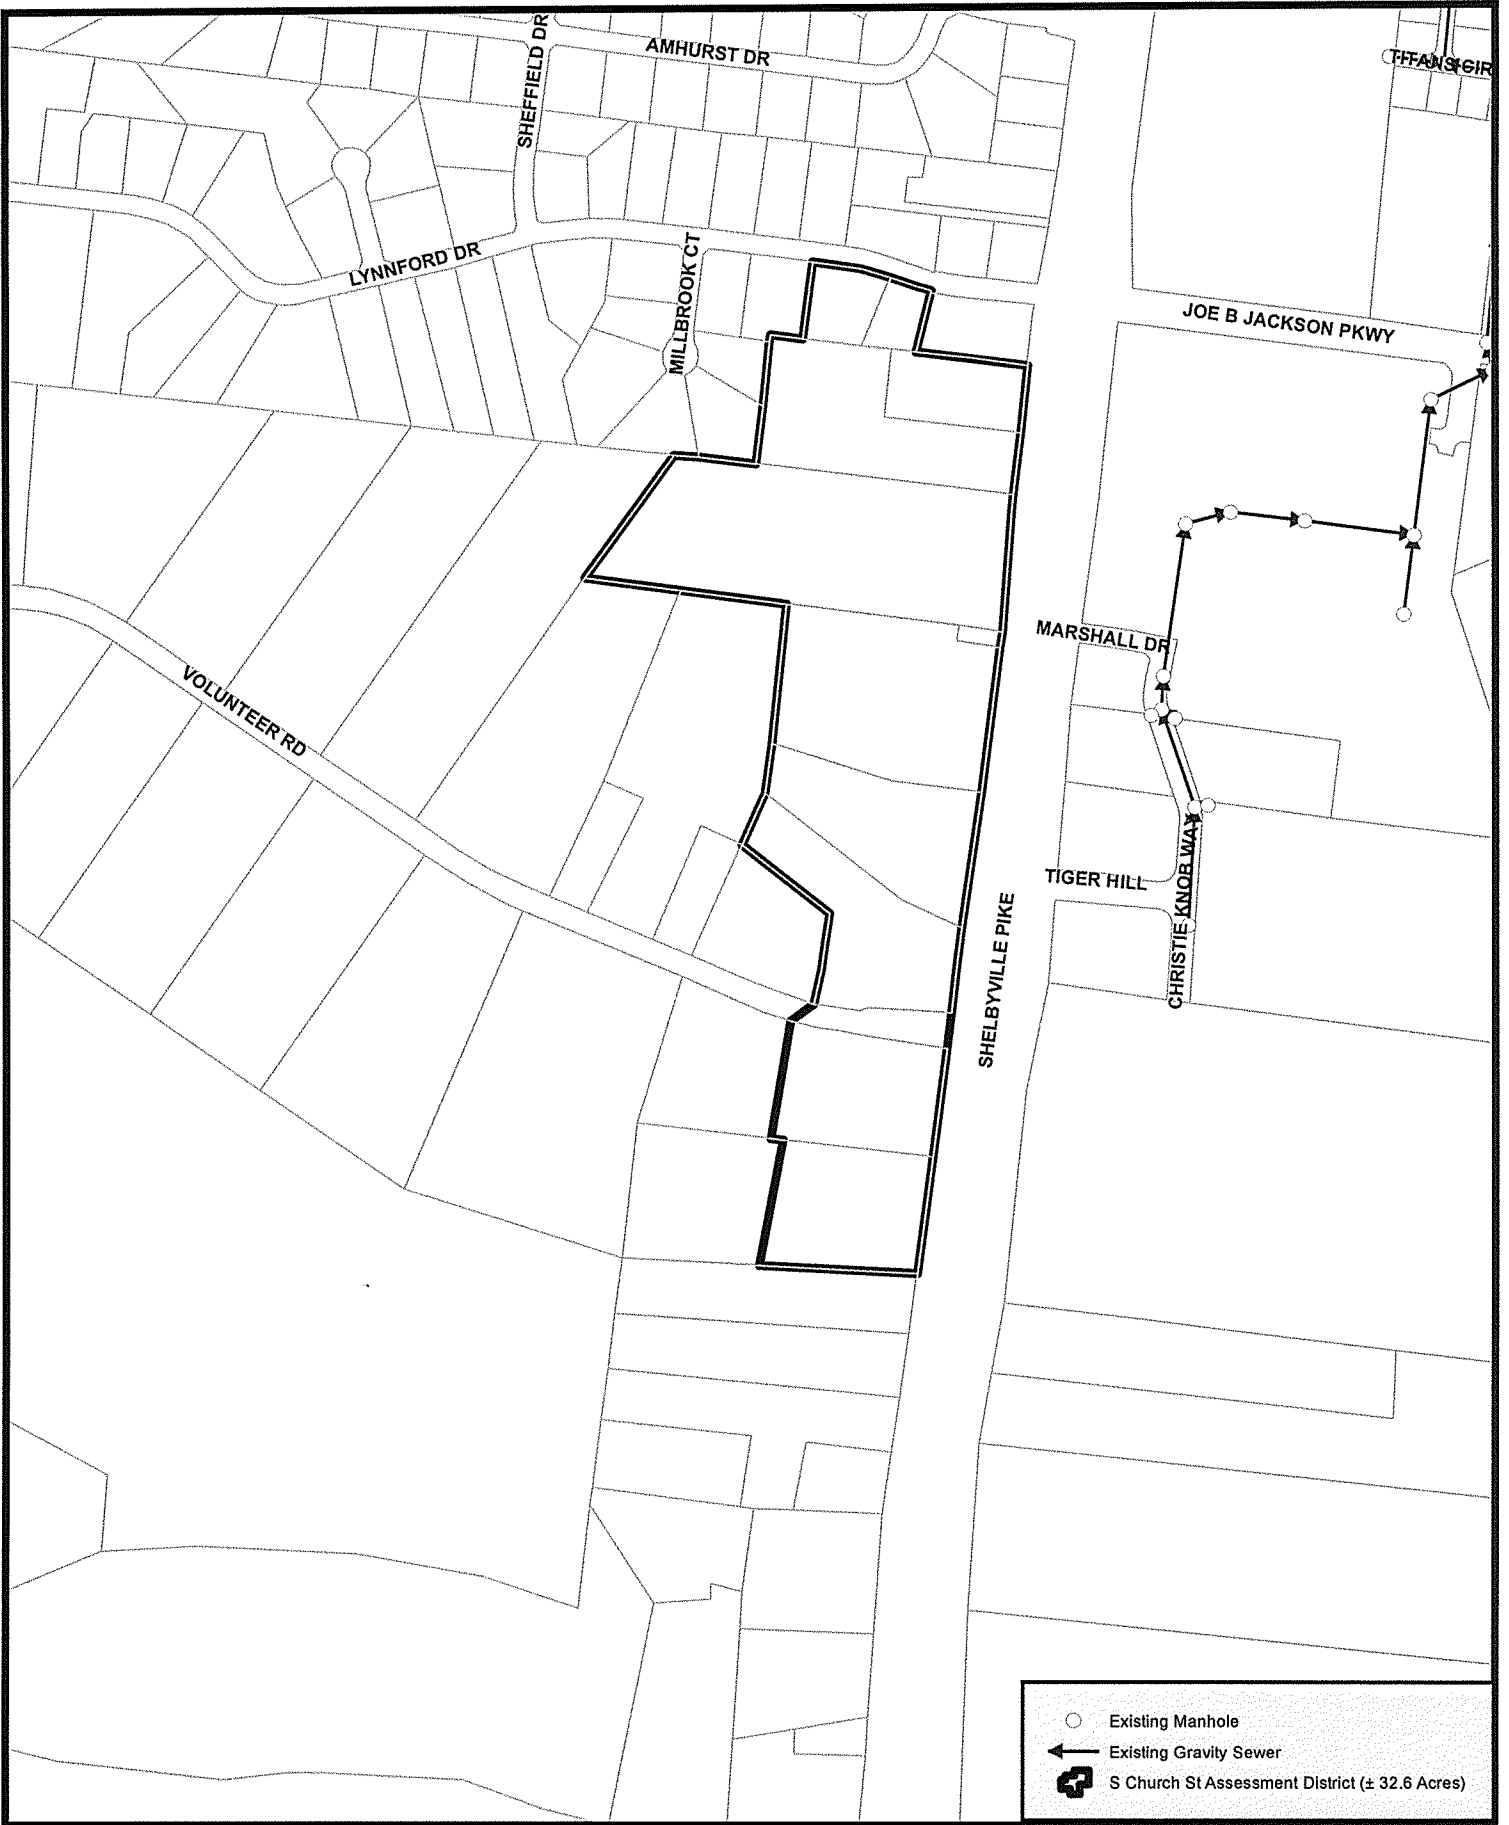 AMHURST DR
SHEFFIELD DR
LYNNFORD DR
MILLBROOK CT
JOE B JACKSON PKWY
MARSHALL DR
VOLUNTEER RD
TIGER HILL
CHRISTIE KNOB WAY
SHELBYVILLE PIKE
Existing Manhole
Existing Gravity Sewer
S Church St Assessment District (± 32.6 Acres)